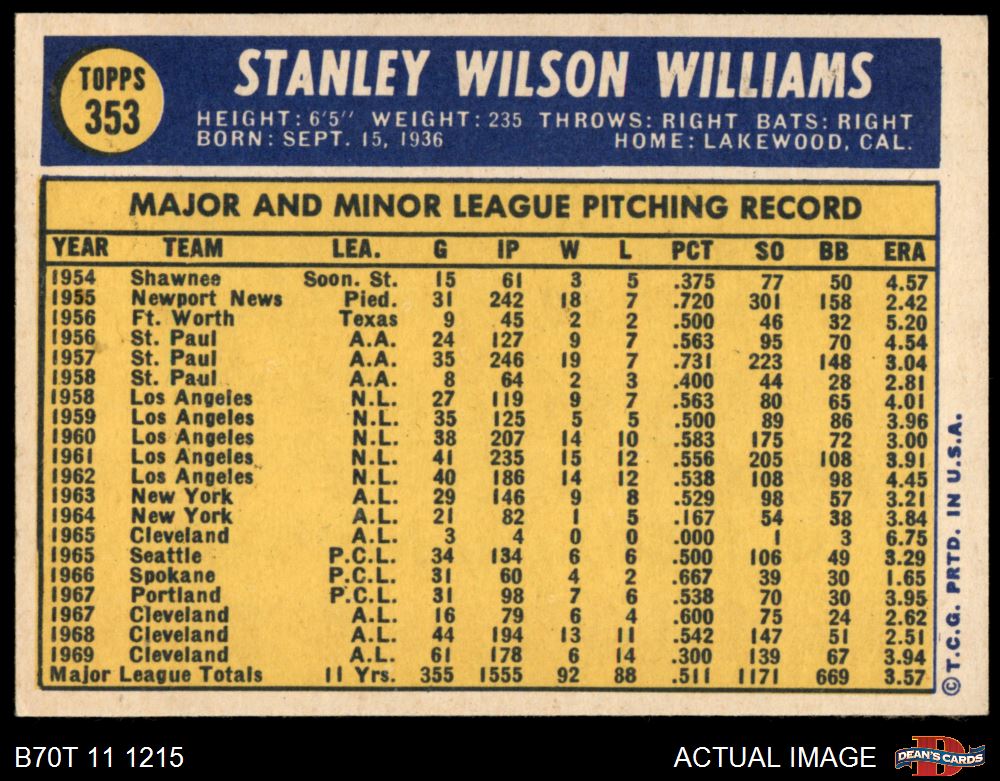 TOPPS
353
STANLEY WILSON WILLIAMS
HEIGHT: 6'5" WEIGHT: 235 THROWS: RIGHT BATS: RIGHT
BORN: SEPT. 15, 1936 HOME: LAKEWOOD, CAL.
MAJOR AND MINOR LEAGUE PITCHING RECORD
YEAR TEAM LEA. G IP W L PCT SO BB ERA
1954 Shawnee Soon. St. 15 61 3 5 .375 77 50 4.57
1955 Newport News Pied. 31 242 18 7 .720 301 158 2.42
1956 Ft. Worth Texas 9 45 2 2 .500 46 32 5.20
1956 St. Paul A.A. 24 127 9 7 .563 95 70 4.54
1957 St. Paul A.A. 35 246 19 7 .731 223 148 3.04
1958 St. Paul A.A. 8 64 2 3 .400 44 28 2.81
1958 Los Angeles N.L. 27 119 9 7 .563 80 65 4.01
1959 Los Angeles N.L. 35 125 5 5 .500 89 86 3.96
1960 Los Angeles N.L. 38 207 14 10 .583 175 72 3.00
1961 Los Angeles N.L. 41 235 15 12 .556 205 108 3.91
1962 Los Angeles N.L. 40 186 14 12 .538 108 98 4.45
1963 New York A.L. 29 146 9 8 .529 98 57 3.21
1964 New York A.L. 21 82 1 5 .167 54 38 3.84
1965 Cleveland A.L. 3 4 0 0 .000 1 3 6.75
1965 Seattle P.C.L. 34 134 6 6 .500 106 49 3.29
1966 Spokane P.C.L. 31 60 4 2 .667 39 30 1.65
1967 Portland P.C.L. 31 98 7 6 .538 70 30 3.95
1967 Cleveland A.L. 16 79 6 4 .600 75 24 2.62
1968 Cleveland A.L. 44 194 13 11 .542 147 51 2.51
1969 Cleveland A.L. 61 178 6 14 .300 139 67 3.94
Major League Totals 11 Yrs. 355 1555 92 88 .511 1171 669 3.57
© T.C.G. PRTD. IN U.S.A.
B70T 11 1215 ACTUAL IMAGE
D
DEAN'S CARDS